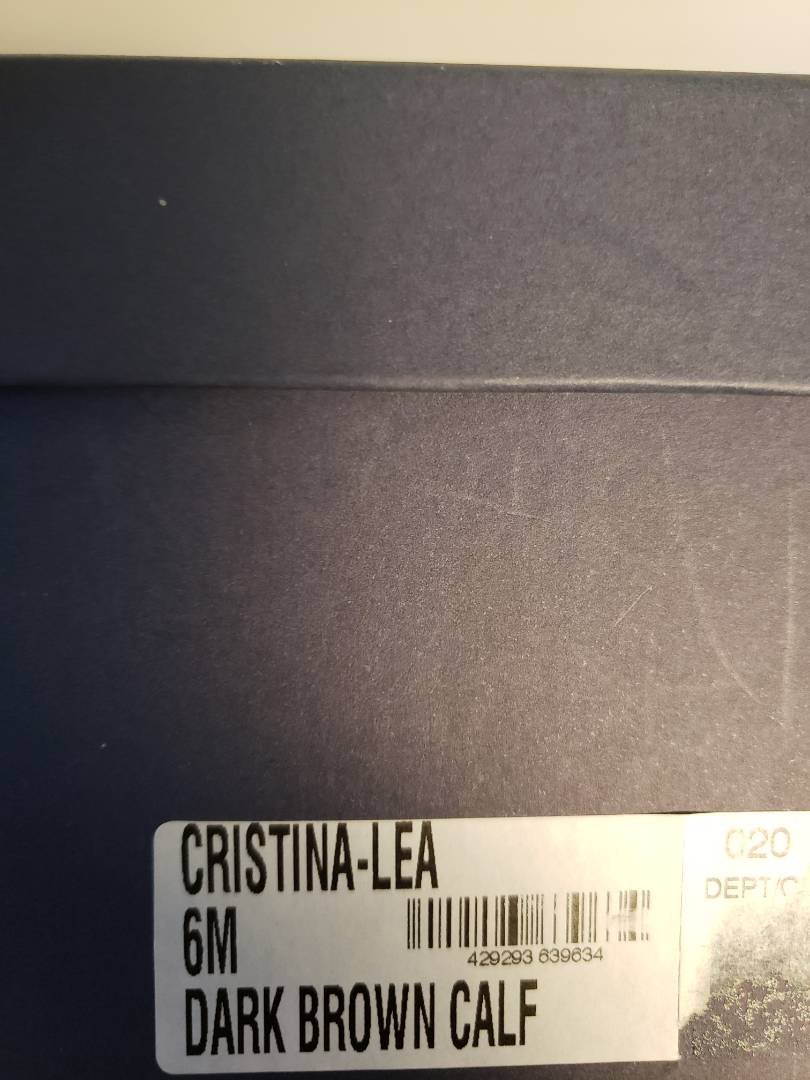 CRISTINA-LEA
6M
429293 639634
DARK BROWN CALF
020
DEPT/C